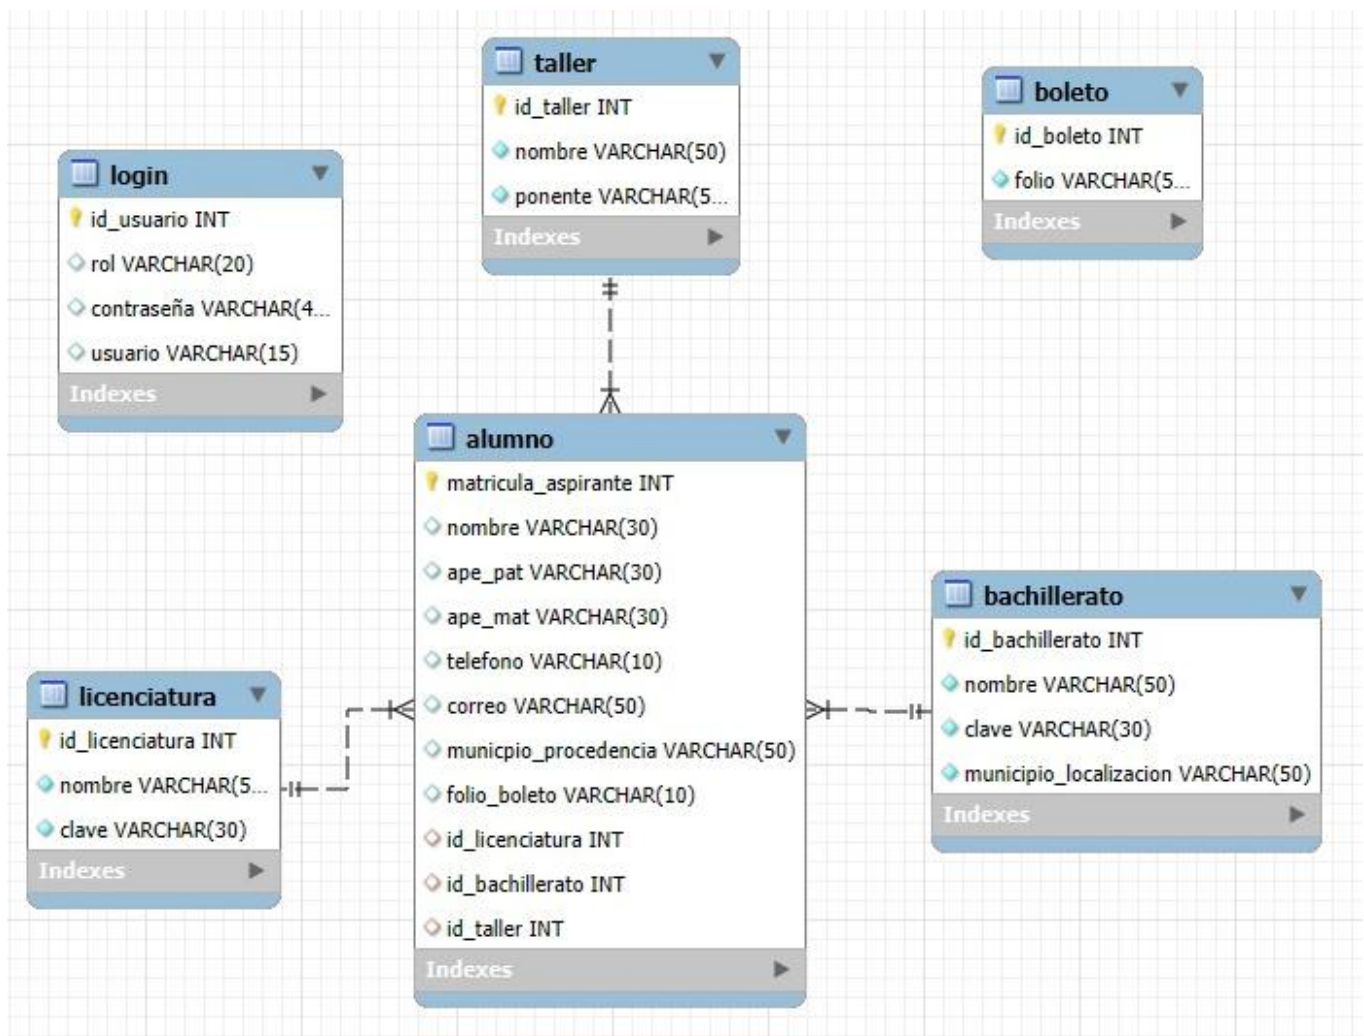 taller
id_taller INT
nombre VARCHAR(50)
ponente VARCHAR(5...
Indexes
boleto
id_boleto INT
folio VARCHAR(5...
Indexes
login
id_usuario INT
rol VARCHAR(20)
contraseña VARCHAR(4...
usuario VARCHAR(15)
Indexes
alumno
matricula_aspirante INT
nombre VARCHAR(30)
ape_pat VARCHAR(30)
ape_mat VARCHAR(30)
telefono VARCHAR(10)
correo VARCHAR(50)
municpio_procedencia VARCHAR(50)
folio_boleto VARCHAR(10)
id_licenciatura INT
id_bachillerato INT
id_taller INT
Indexes
bachillerato
id_bachillerato INT
nombre VARCHAR(50)
clave VARCHAR(30)
municipio_localizacion VARCHAR(50)
Indexes
licenciatura
id_licenciatura INT
nombre VARCHAR(5...
clave VARCHAR(30)
Indexes